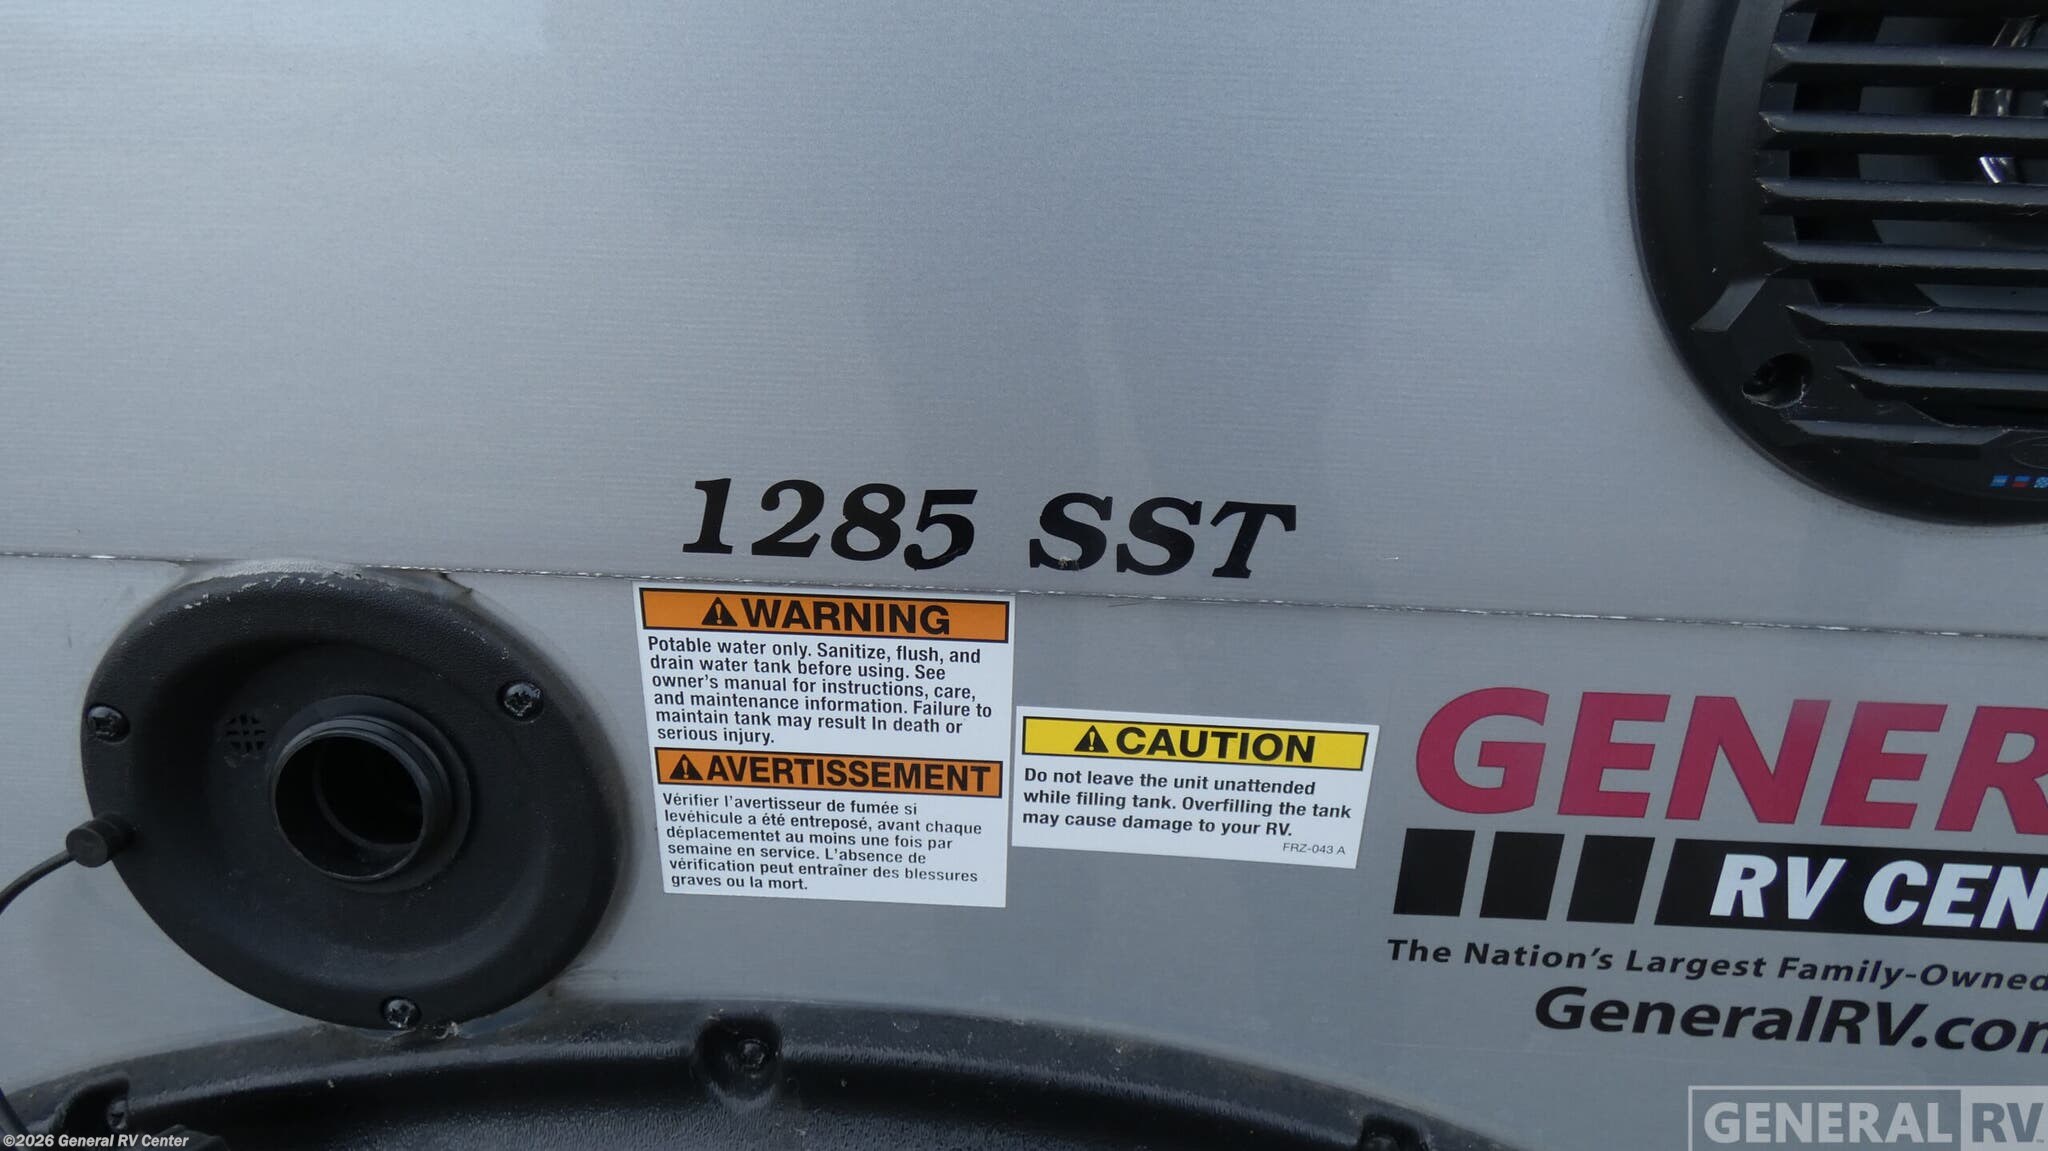 1285 SST
WARNING
Potable water only. Sanitize, flush, and
drain water tank before using. See
owner's manual for instructions, care,
and maintenance information. Failure to
maintain tank may result In death or
serious injury.
AVERTISSEMENT
Vérifier l'avertisseur de fumée si
levéhicule a été entreposé, avant chaque
déplacementet au moins une fois par
semaine en service. L'absence de
vérification peut entraîner des blessures
graves ou la mort.
CAUTION
Do not leave the unit unattended
while filling tank. Overfilling the tank
may cause damage to your RV.
FRZ-043 A
GENER
RV CEN
The Nation's Largest Family-Owned
GeneralRV.com
GENERAL RV
©2026 General RV Center